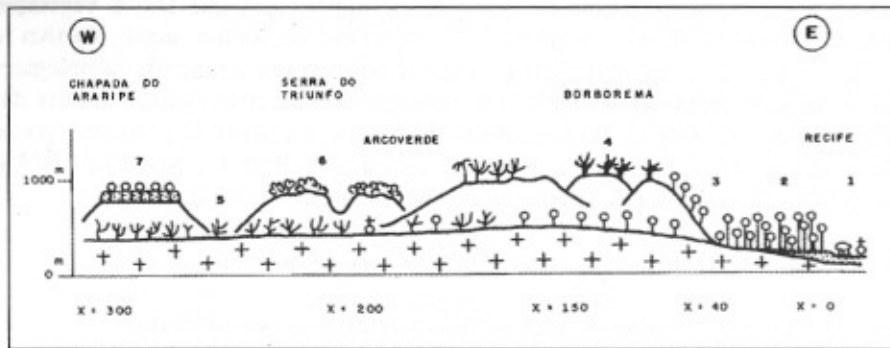 W E
CHAPADA DO SERRA DO BORBOREMA
ARARIPE TRIUNFO
ARCOVERDE RECIFE
7 6 4
1000 m 5 3 2 1
0 m
X = 300 X = 200 X = 150 X = 40 X = 0